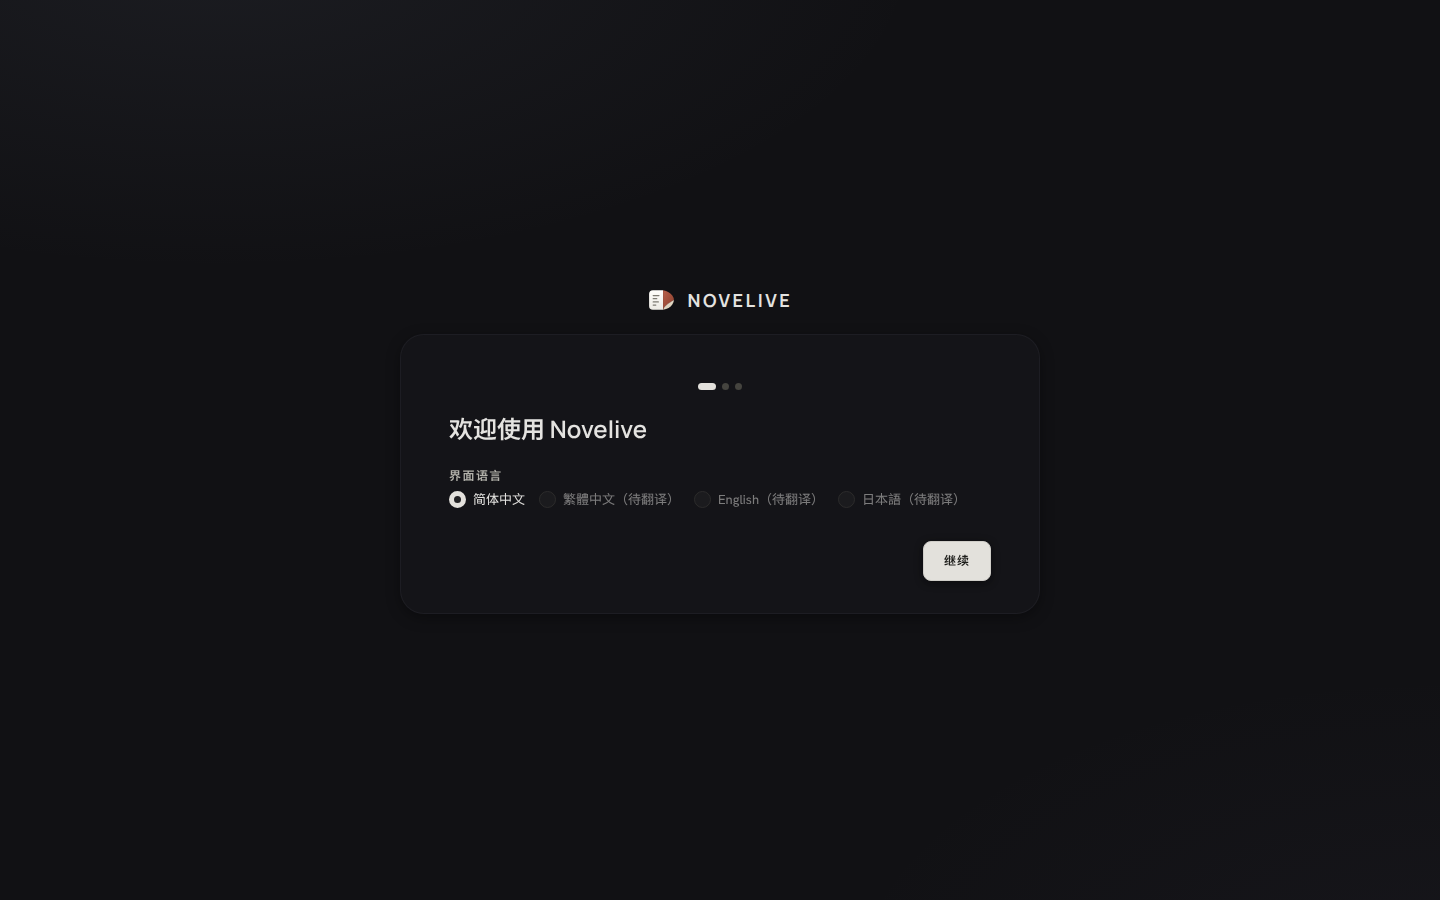 NOVELIVE
欢迎使用 Novelive
界面语言
简体中文 繁體中文（待翻译） English（待翻译） 日本語（待翻译）
继续